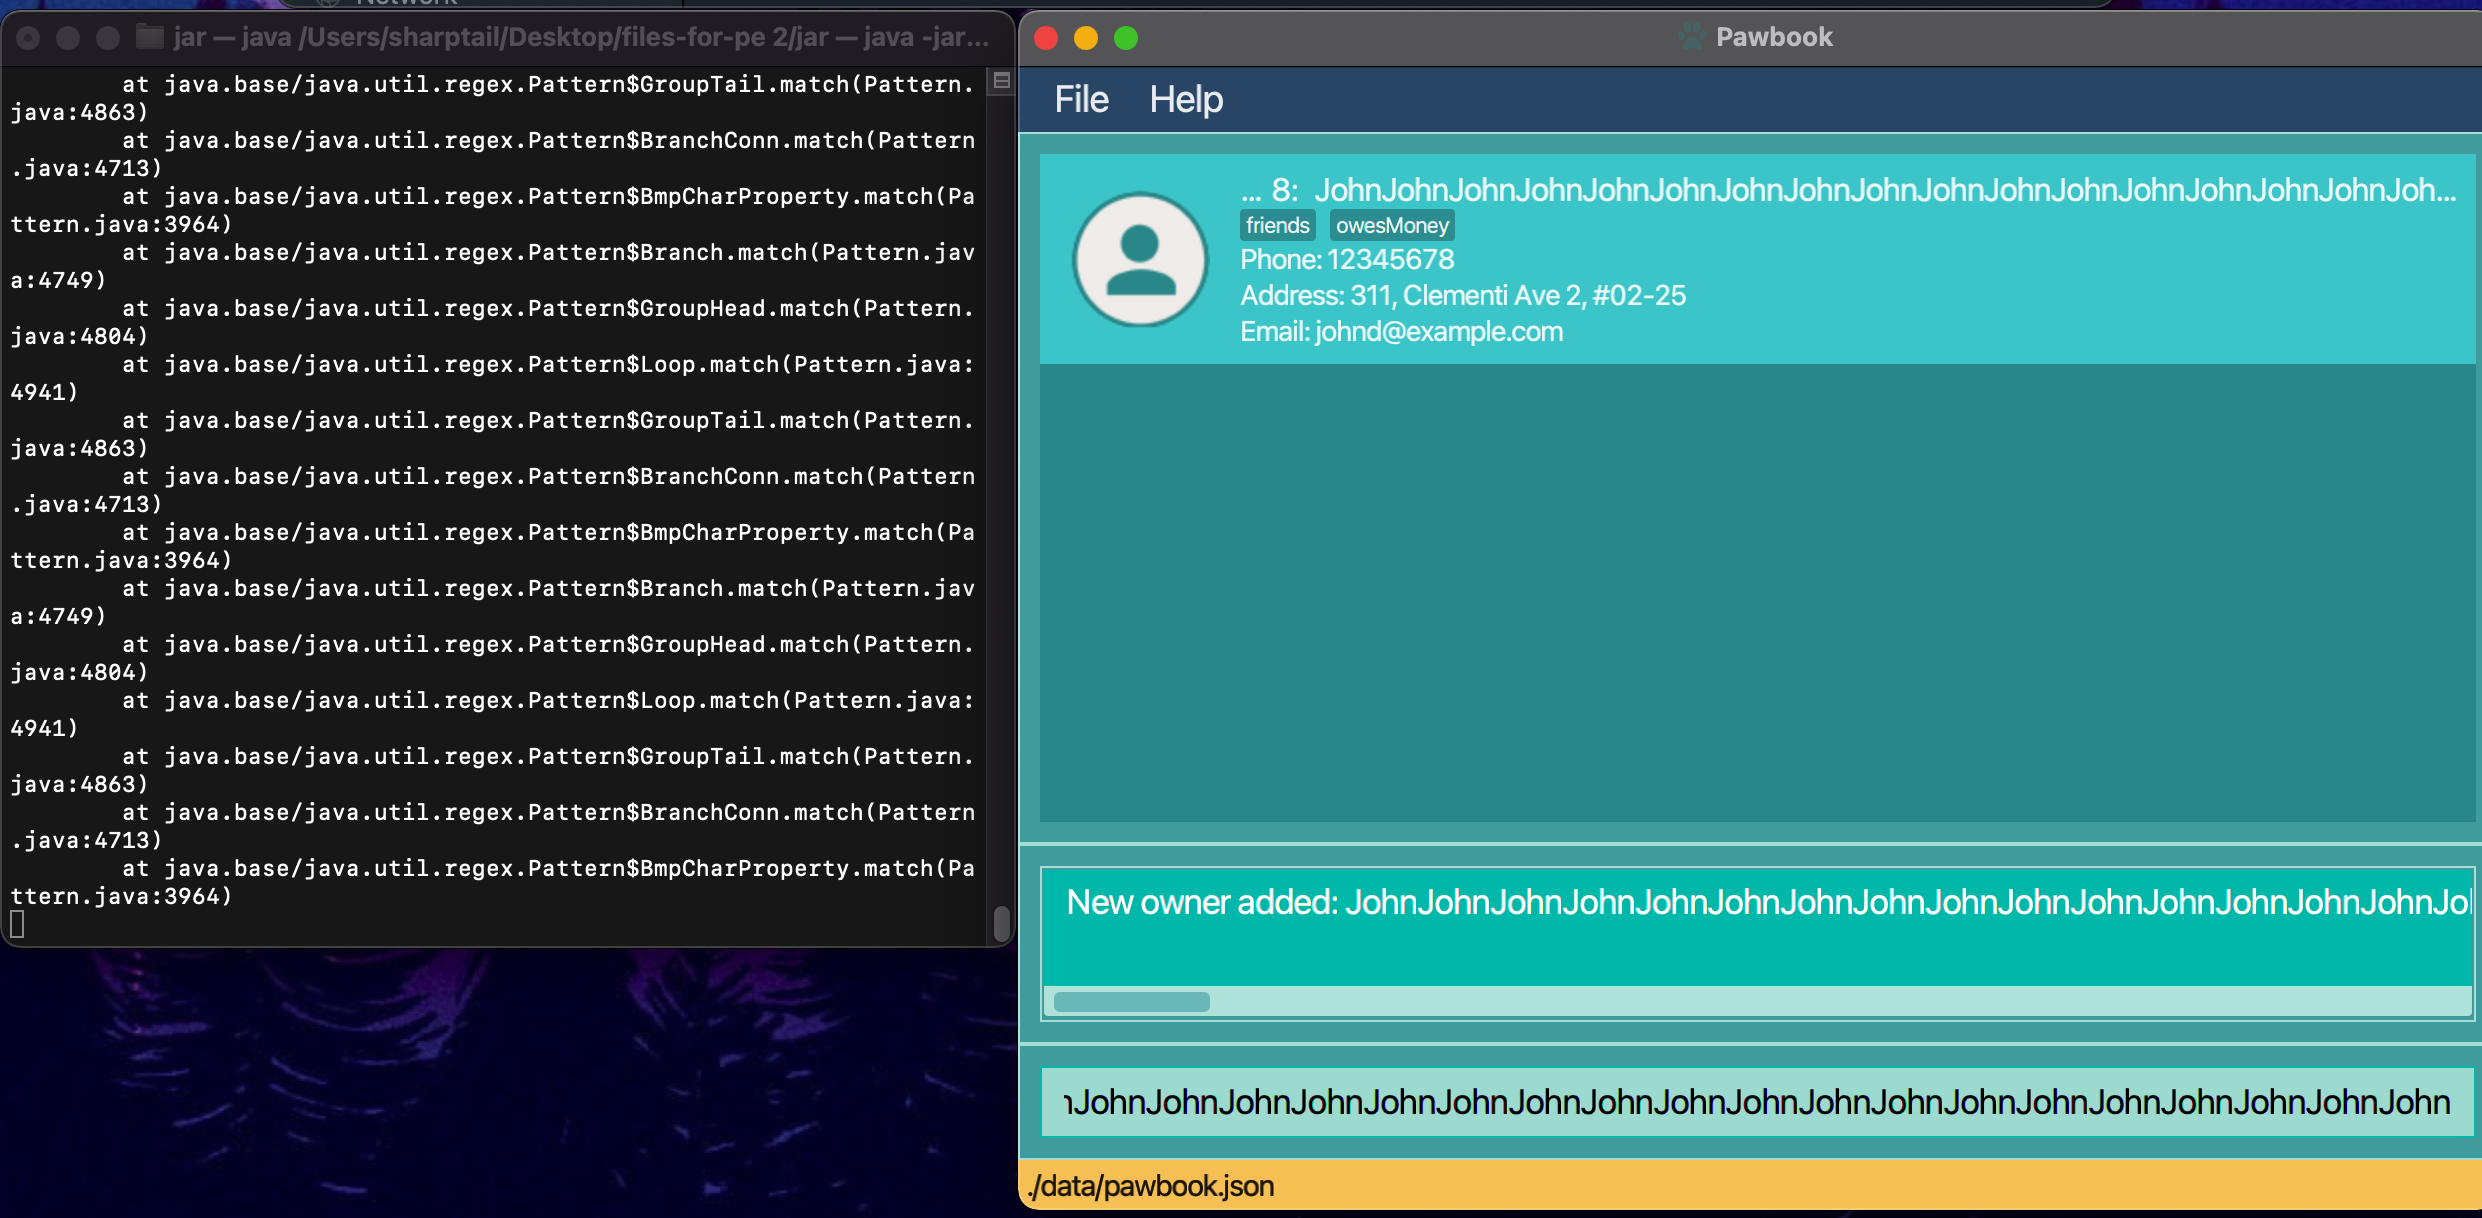 Network
jar — java /Users/sharptail/Desktop/files-for-pe 2/jar — java -jar...
at java.base/java.util.regex.Pattern$GroupTail.match(Pattern.
java:4863)
at java.base/java.util.regex.Pattern$BranchConn.match(Pattern
.java:4713)
at java.base/java.util.regex.Pattern$BmpCharProperty.match(Pa
ttern.java:3964)
at java.base/java.util.regex.Pattern$Branch.match(Pattern.jav
a:4749)
at java.base/java.util.regex.Pattern$GroupHead.match(Pattern.
java:4804)
at java.base/java.util.regex.Pattern$Loop.match(Pattern.java:
4941)
at java.base/java.util.regex.Pattern$GroupTail.match(Pattern.
java:4863)
at java.base/java.util.regex.Pattern$BranchConn.match(Pattern
.java:4713)
at java.base/java.util.regex.Pattern$BmpCharProperty.match(Pa
ttern.java:3964)
at java.base/java.util.regex.Pattern$Branch.match(Pattern.jav
a:4749)
at java.base/java.util.regex.Pattern$GroupHead.match(Pattern.
java:4804)
at java.base/java.util.regex.Pattern$Loop.match(Pattern.java:
4941)
at java.base/java.util.regex.Pattern$GroupTail.match(Pattern.
java:4863)
at java.base/java.util.regex.Pattern$BranchConn.match(Pattern
.java:4713)
at java.base/java.util.regex.Pattern$BmpCharProperty.match(Pa
ttern.java:3964)
Pawbook
File Help
... 8: JohnJohnJohnJohnJohnJohnJohnJohnJohnJohnJohnJohnJohnJohnJohnJohnJoh...
friends owesMoney
Phone: 12345678
Address: 311, Clementi Ave 2, #02-25
Email: johnd@example.com
New owner added: JohnJohnJohnJohnJohnJohnJohnJohnJohnJohnJohnJohnJohnJohnJohnJo
nJohnJohnJohnJohnJohnJohnJohnJohnJohnJohnJohnJohnJohnJohnJohnJohnJohnJohnJohn
./data/pawbook.json